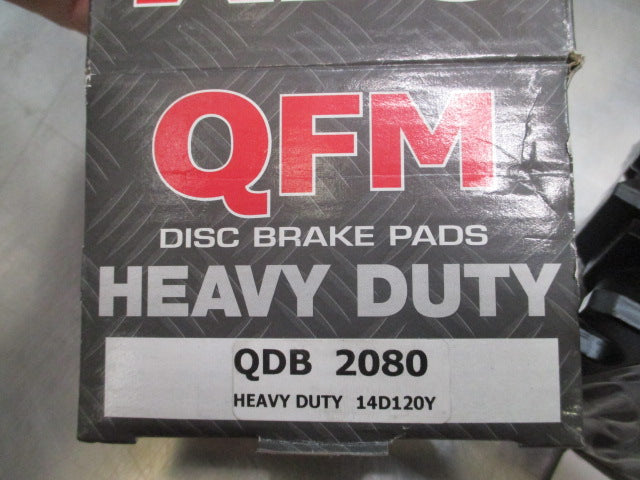 QFM
DISC BRAKE PADS
HEAVY DUTY
QDB 2080
HEAVY DUTY 14D120Y